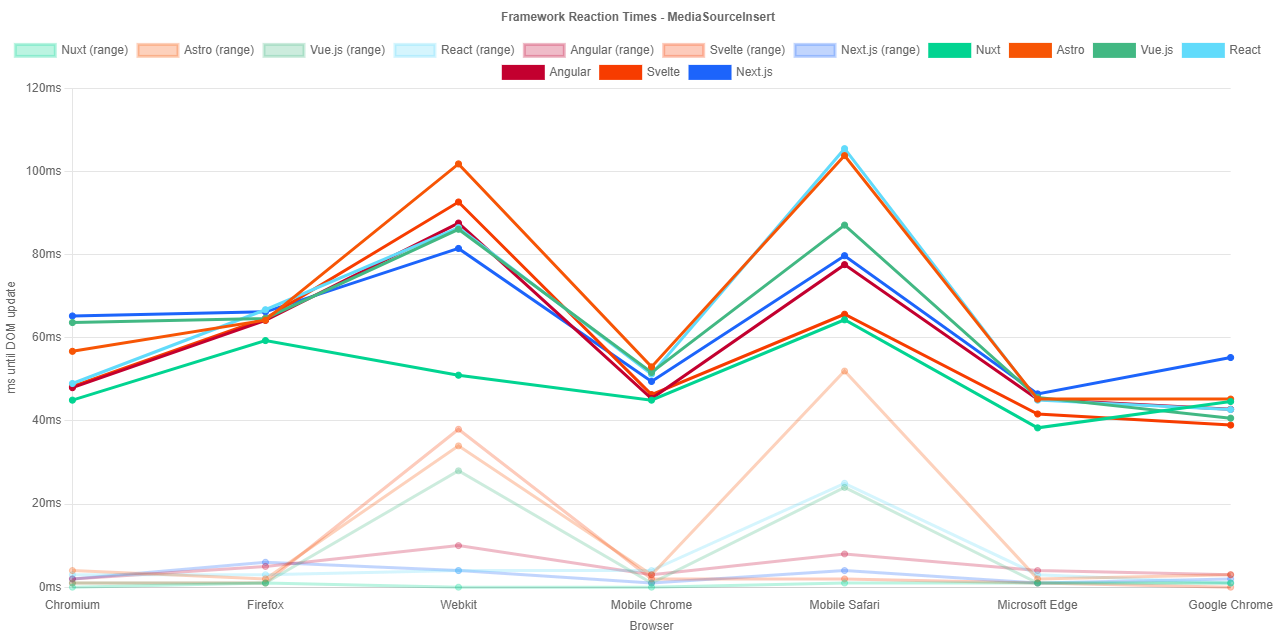 Framework Reaction Times - MediaSourceInsert
Nuxt (range) Astro (range) Vue.js (range) React (range) Angular (range) Svelte (range) Next.js (range) Nuxt Astro Vue.js React
Angular Svelte Next.js
120ms
100ms
80ms
60ms
40ms
20ms
0ms
ms until DOM update
Chromium Firefox Webkit Mobile Chrome Mobile Safari Microsoft Edge Google Chrome
Browser